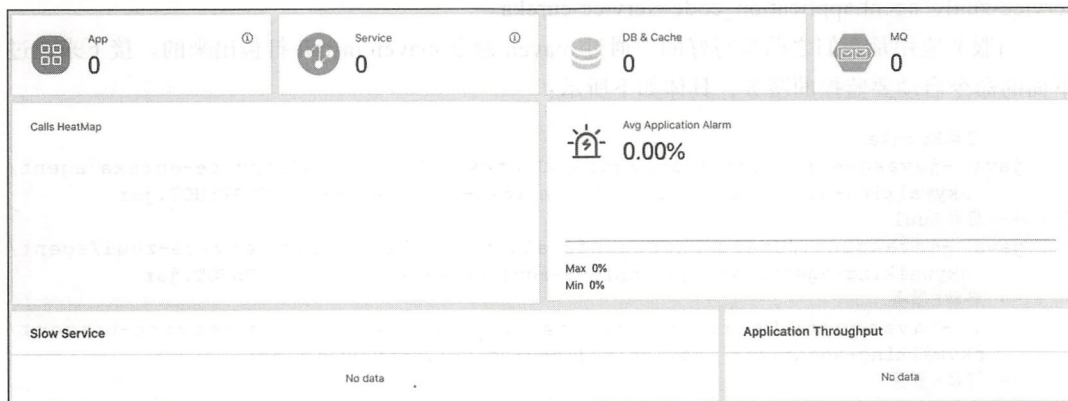 App
0
Service
0
DB & Cache
0
MQ
0
Calls HeatMap
Avg Application Alarm
0.00%
Max 0%
Min 0%
Slow Service
Application Throughput
No data
No data